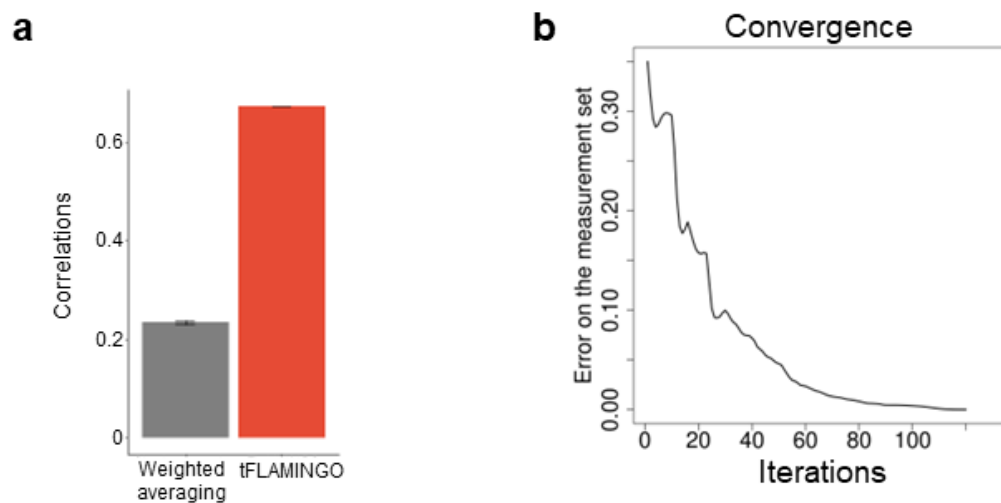 a
Correlations
0.6
0.4
0.2
0
Weighted
averaging
tFLAMINGO
b
Convergence
Error on the measurement set
0.30
0.20
0.10
0.00
0 20 40 60 80 100
Iterations